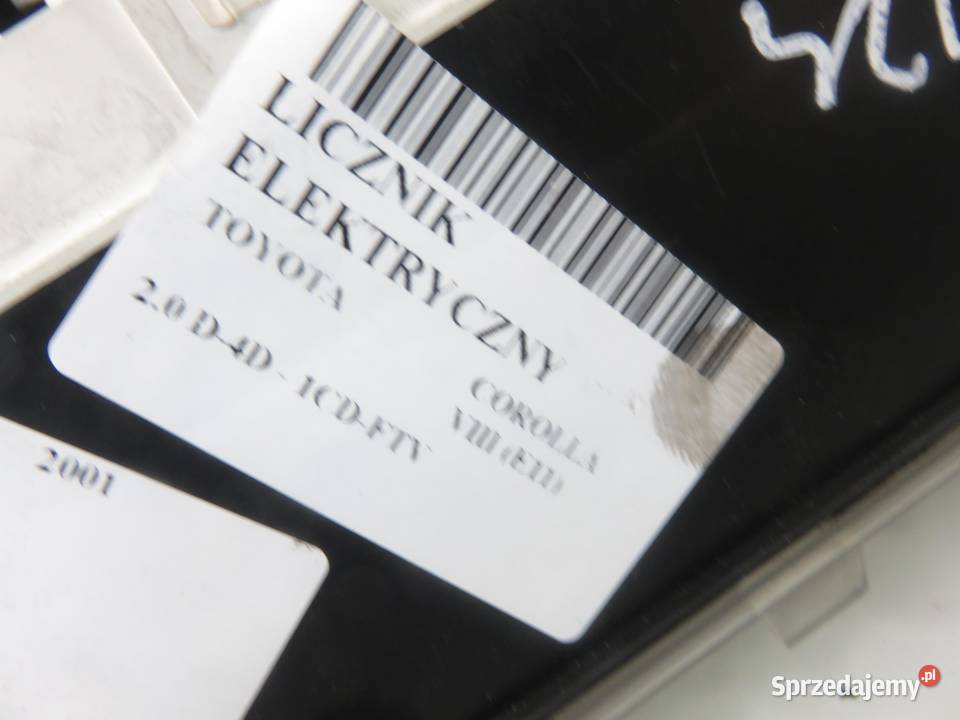 LICZNIK
ELEKTRYCZNY
TOYOTA
COROLLA
VIII (E11)
2.0 D-4D - 1CD-FTV
2001
Sprzedajemy.pl